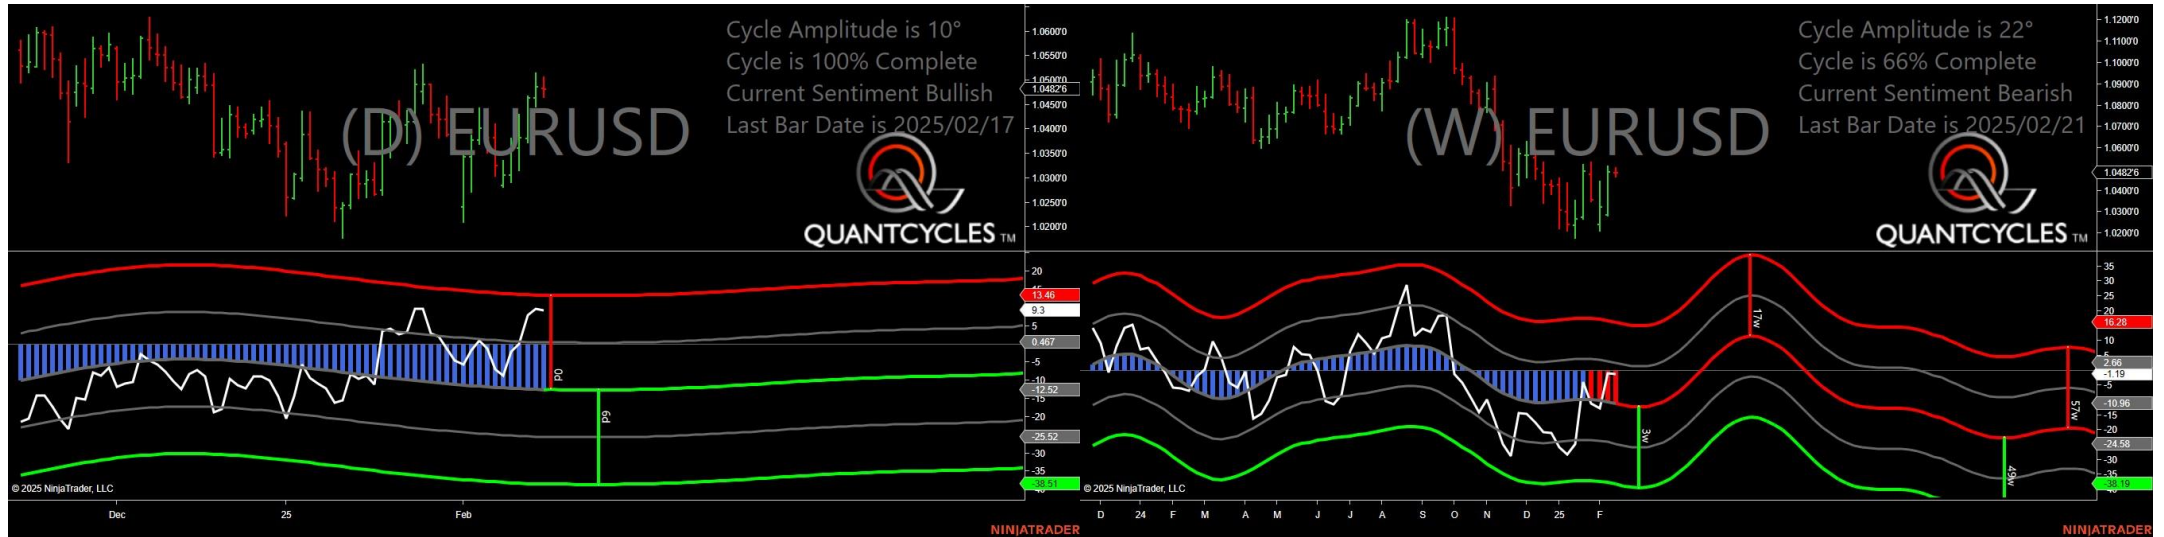 Cycle Amplitude is 10°
Cycle is 100% Complete
Current Sentiment Bullish
Last Bar Date is 2025/02/17
(D) EURUSD
QUANTCYCLES TM
1.0600'0
1.0550'0
1.0500'0
1.0482'6
1.0450'0
1.0400'0
1.0350'0
1.0300'0
1.0250'0
1.0200'0
20
13.46
9.3
5
0.467
-5
-10
-12.52
-15
-20
-25.52
-30
-35
-38.51
0d
6d
© 2025 NinjaTrader, LLC
Dec
25
Feb
NINJATRADER
Cycle Amplitude is 22°
Cycle is 66% Complete
Current Sentiment Bearish
Last Bar Date is 2025/02/21
(W) EURUSD
QUANTCYCLES TM
1.1200'0
1.1100'0
1.1000'0
1.0900'0
1.0800'0
1.0700'0
1.0600'0
1.0482'6
1.0400'0
1.0300'0
1.0200'0
35
30
25
20
16.28
10
2.66
-1.19
-5
-10.96
-15
-20
-24.58
-30
-35
-38.19
3w
17w
49w
57w
© 2025 NinjaTrader, LLC
D 24 F M A M J J A S O N D 25 F
NINJATRADER